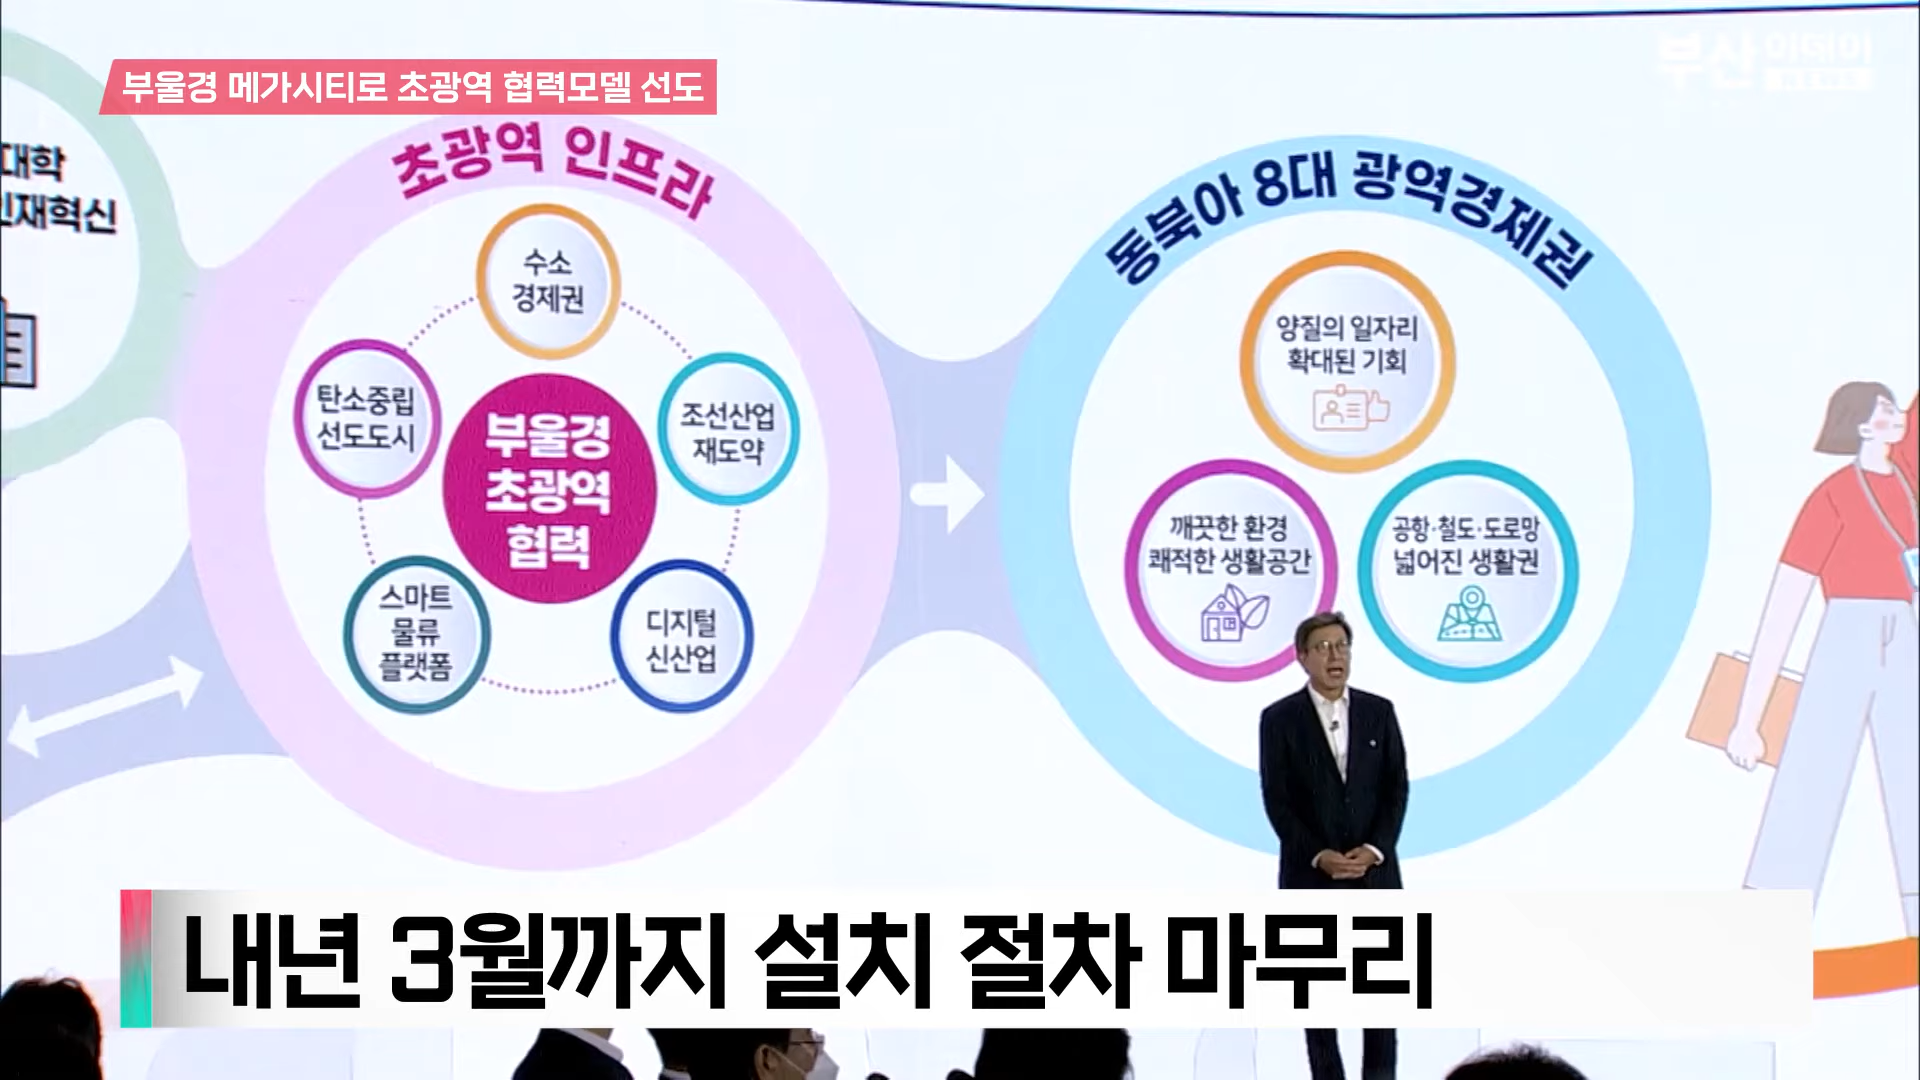 부울경 메가시티로 초광역 협력모델 선도
부산
대학
인재혁신
초광역 인프라
수소
경제권
탄소중립
선도도시
조선산업
재도약
부울경
초광역
협력
스마트
물류
플랫폼
디지털
신산업
동북아 8대 광역경제권
양질의 일자리
확대된 기회
깨끗한 환경
쾌적한 생활공간
공항·철도·도로망
넓어진 생활권
내년 3월까지 설치 절차 마무리